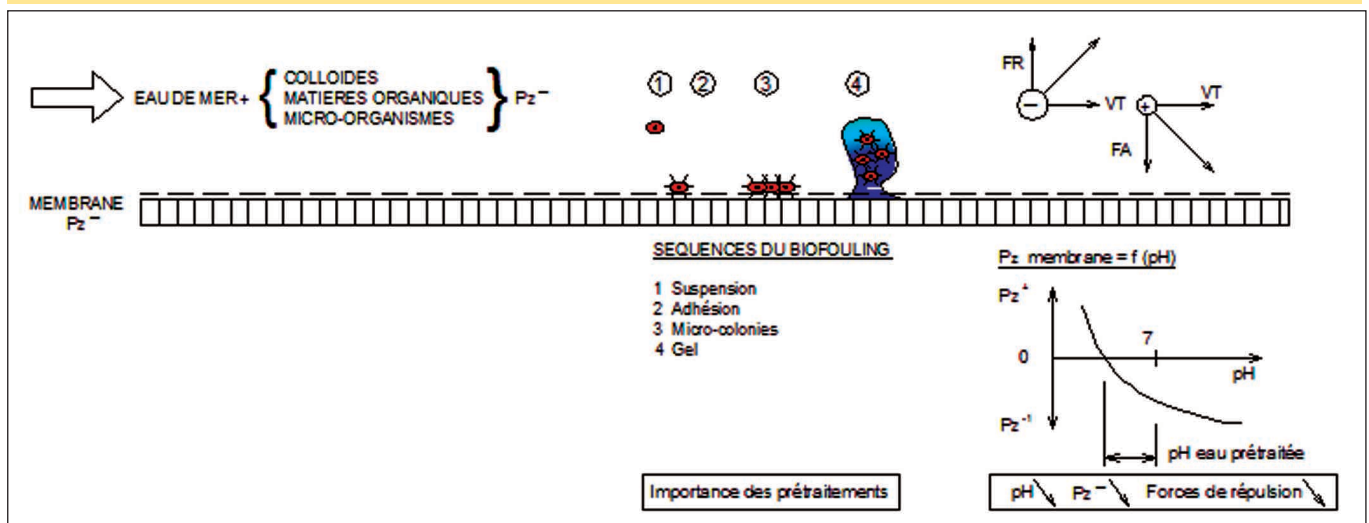 1 2 3 4
COLLOIDES
EAU DE MER + { MATIERES ORGANIQUES } Pz⁻
MICRO-ORGANISMES
FR
−
VT
+
VT
FA
MEMBRANE
Pz⁻
SEQUENCES DU BIOFOULING
1 Suspension
2 Adhésion
3 Micro-colonies
4 Gel
Importance des prétraitements
Pz membrane = f (pH)
Pz⁺
7
0
pH
Pz⁻¹
pH eau prétraitée
pH↘ Pz⁻↘ Forces de répulsion↘